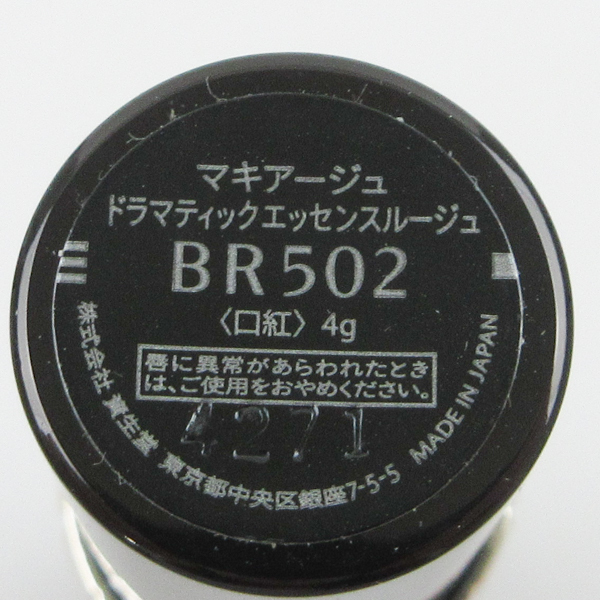 マキアージュ
ドラマティックエッセンスルージュ
BR502
〈口紅〉4g
唇に異常があらわれたとき
は、ご使用をおやめください。
4271
株式会社 資生堂 東京都中央区銀座7-5-5 MADE IN JAPAN